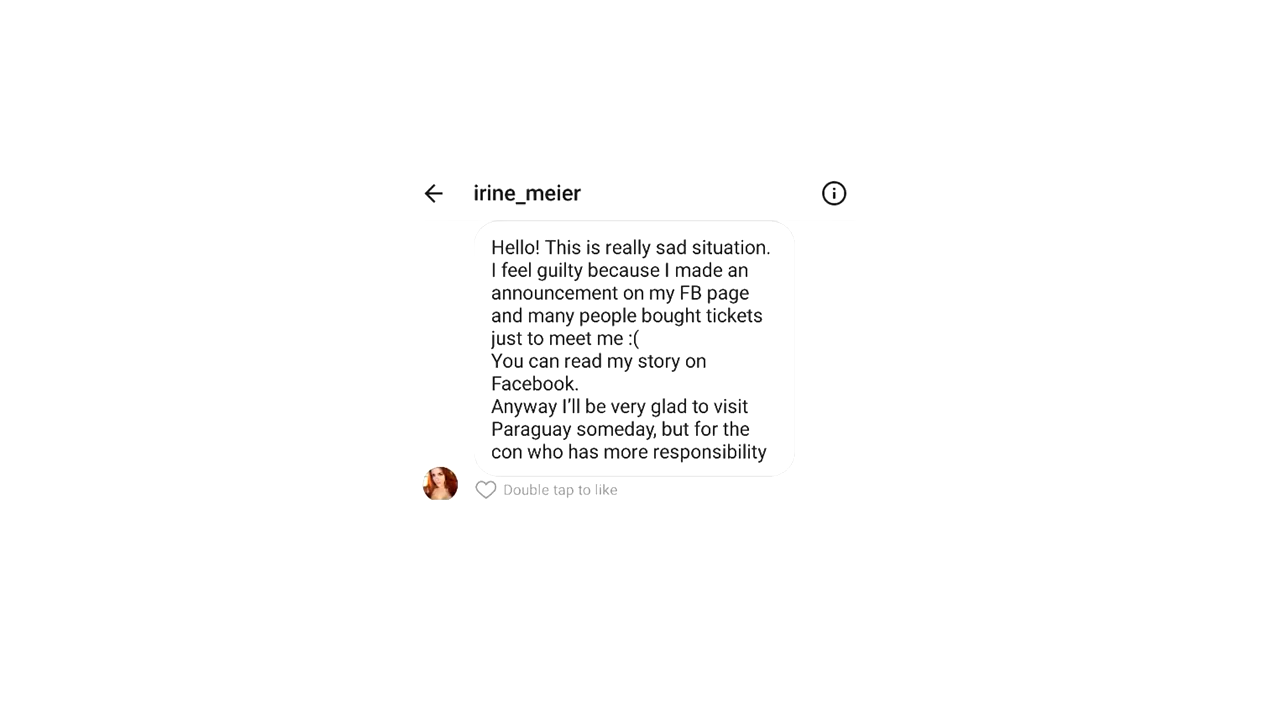 irine_meier
Hello! This is really sad situation.
I feel guilty because I made an
announcement on my FB page
and many people bought tickets
just to meet me :(
You can read my story on
Facebook.
Anyway I'll be very glad to visit
Paraguay someday, but for the
con who has more responsibility
Double tap to like